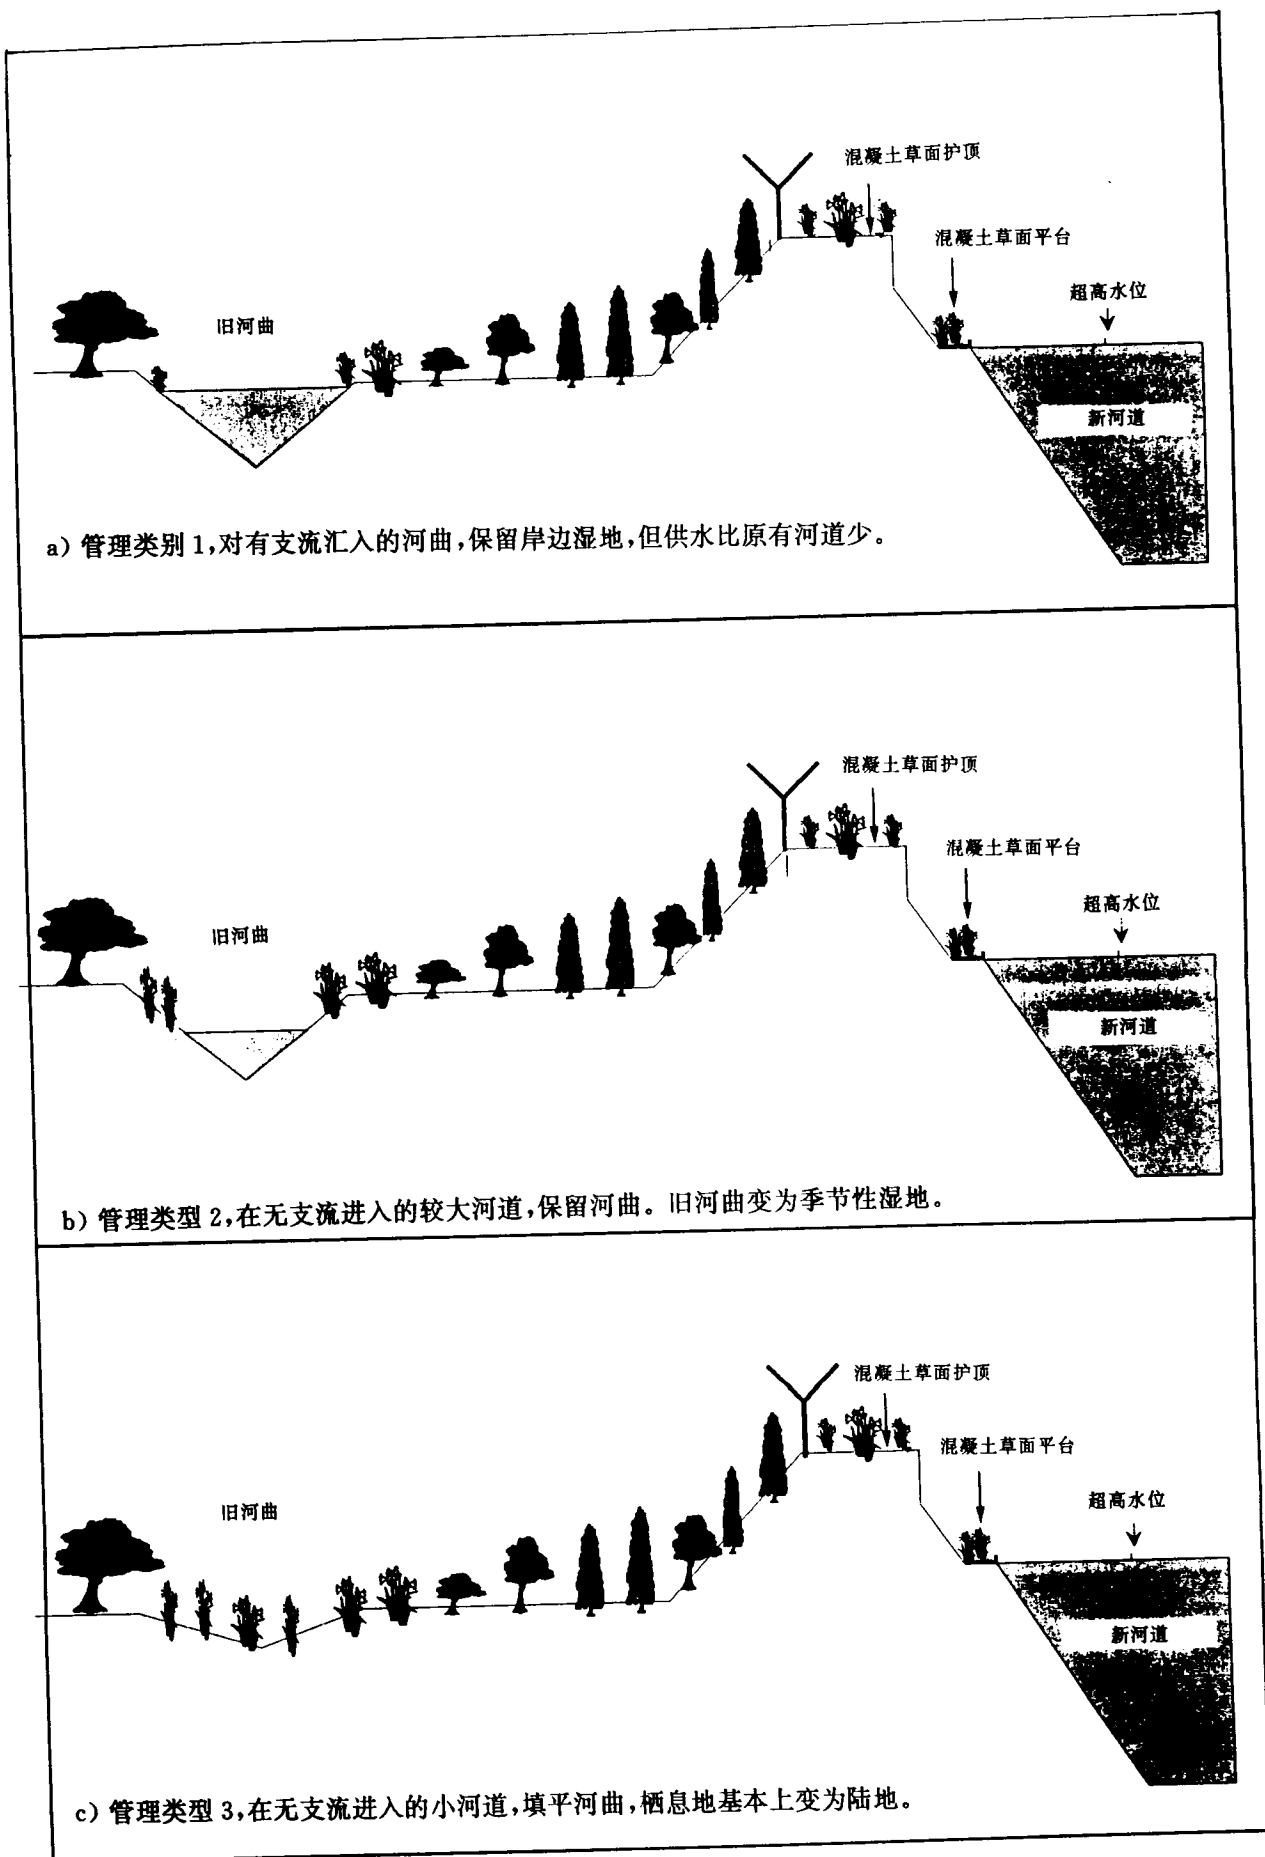 混凝土草面护顶
混凝土草面平台
超高水位
旧河曲
新河道
a) 管理类别 1,对有支流汇入的河曲,保留岸边湿地,但供水比原有河道少。
混凝土草面护顶
混凝土草面平台
超高水位
旧河曲
新河道
b) 管理类型 2,在无支流进入的较大河道,保留河曲。旧河曲变为季节性湿地。
混凝土草面护顶
混凝土草面平台
超高水位
旧河曲
新河道
c) 管理类型 3,在无支流进入的小河道,填平河曲,栖息地基本上变为陆地。